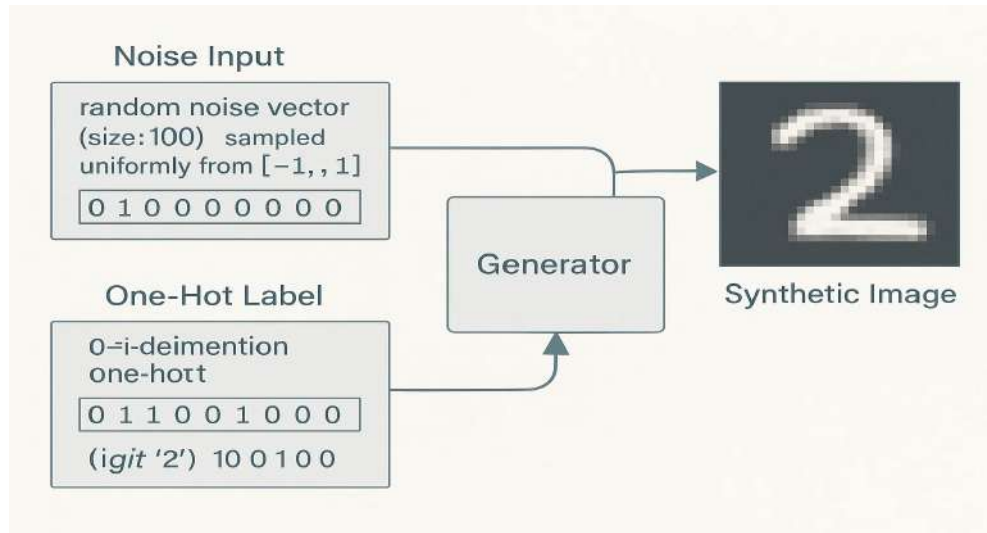 Noise Input
random noise vector
(size: 100) sampled
uniformly from [−1, , 1]
0 1 0 0 0 0 0 0 0
One-Hot Label
0=i-deimention
one-hott
0 1 1 0 0 1 0 0 0
(igit ‘2’) 10 0 1 0 0
Generator
2
Synthetic Image